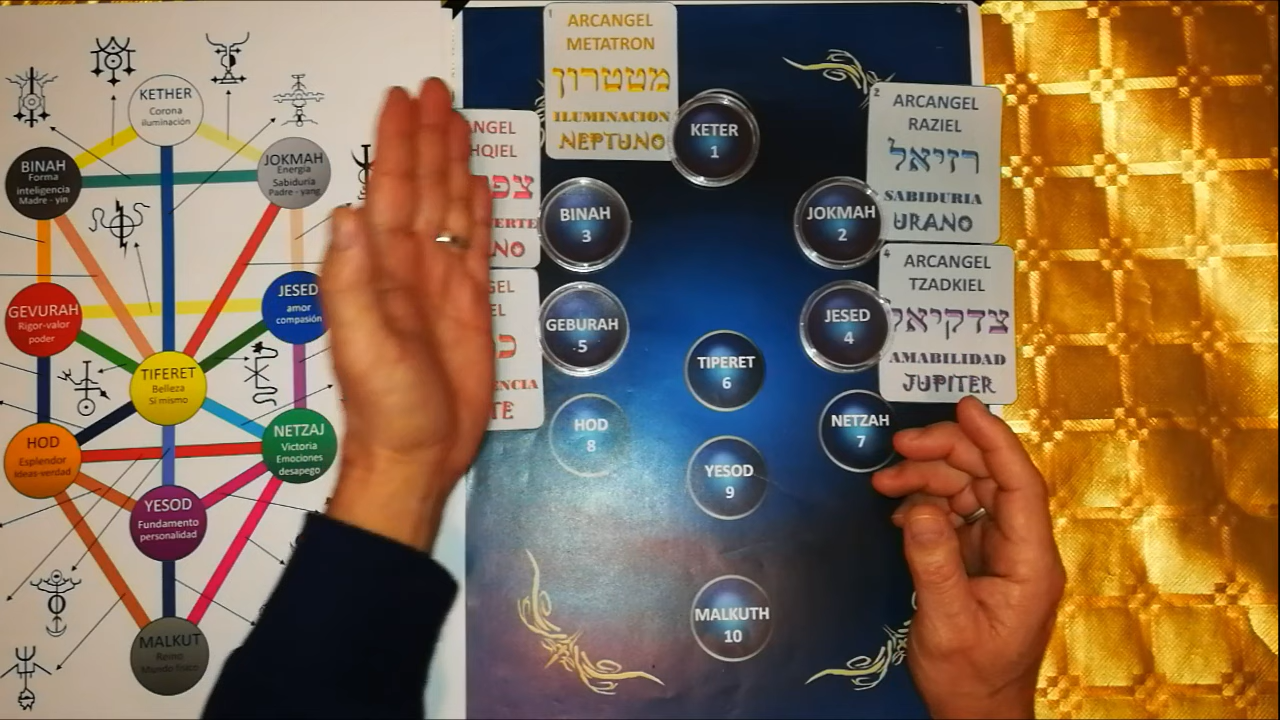 KETHER
Corona
iluminación
BINAH
Forma
inteligencia
Madre - yin
JOKMAH
Energia
Sabiduría
Padre - yang
GEVURAH
Rigor-valor
poder
JESED
amor
compasión
TIFERET
Belleza
Si mismo
HOD
Esplendor
Ideas-verdad
NETZAJ
Victoria
Emociones
desapego
YESOD
Fundamento
personalidad
MALKUT
Reino
Mundo físico
1
ARCANGEL
METATRON
מטטרון
ILUMINACION
NEPTUNO
KETER
1
2
ARCANGEL
RAZIEL
רזיאל
SABIDURIA
URANO
BINAH
3
JOKMAH
2
4
ARCANGEL
TZADKIEL
צדקיאל
AMABILIDAD
JUPITER
GEBURAH
5
JESED
4
TIPERET
6
HOD
8
NETZAH
7
YESOD
9
MALKUTH
10